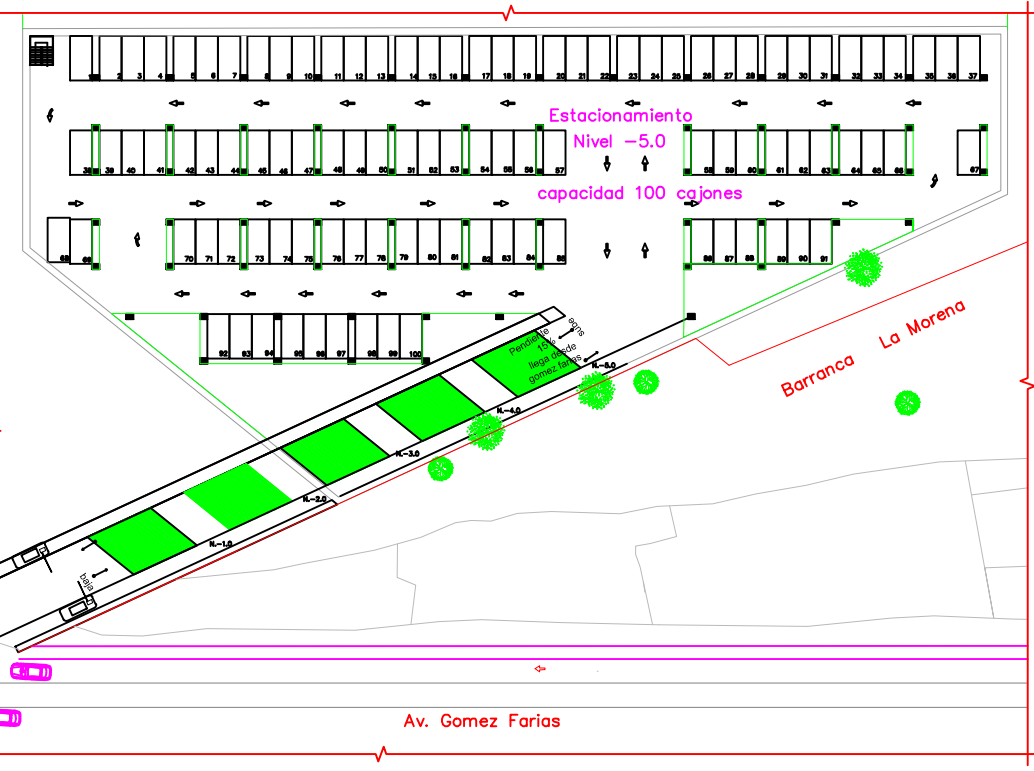 1 2 3 4 5 6 7 8 9 10 11 12 13 14 15 16 17 18 19 20 21 22 23 24 25 26 27 28 29 30 31 32 33 34 35 36 37
Estacionamiento
Nivel -5.0
38 39 40 41 42 43 44 45 46 47 48 49 50 51 52 53 54 55 56 57 58 59 60 61 62 63 64 65 66 67
capacidad 100 cajones
68 69 70 71 72 73 74 75 76 77 78 79 80 81 82 83 84 85 86 87 88 89 90 91
92 93 94 95 96 97 98 99 100
sube
Pendiente
15%
llega desde
gomez farias
N.-5.0
La Morena
Barranca
N.-4.0
N.-3.0
N.-2.0
N.-1.0
baja
Av. Gomez Farias